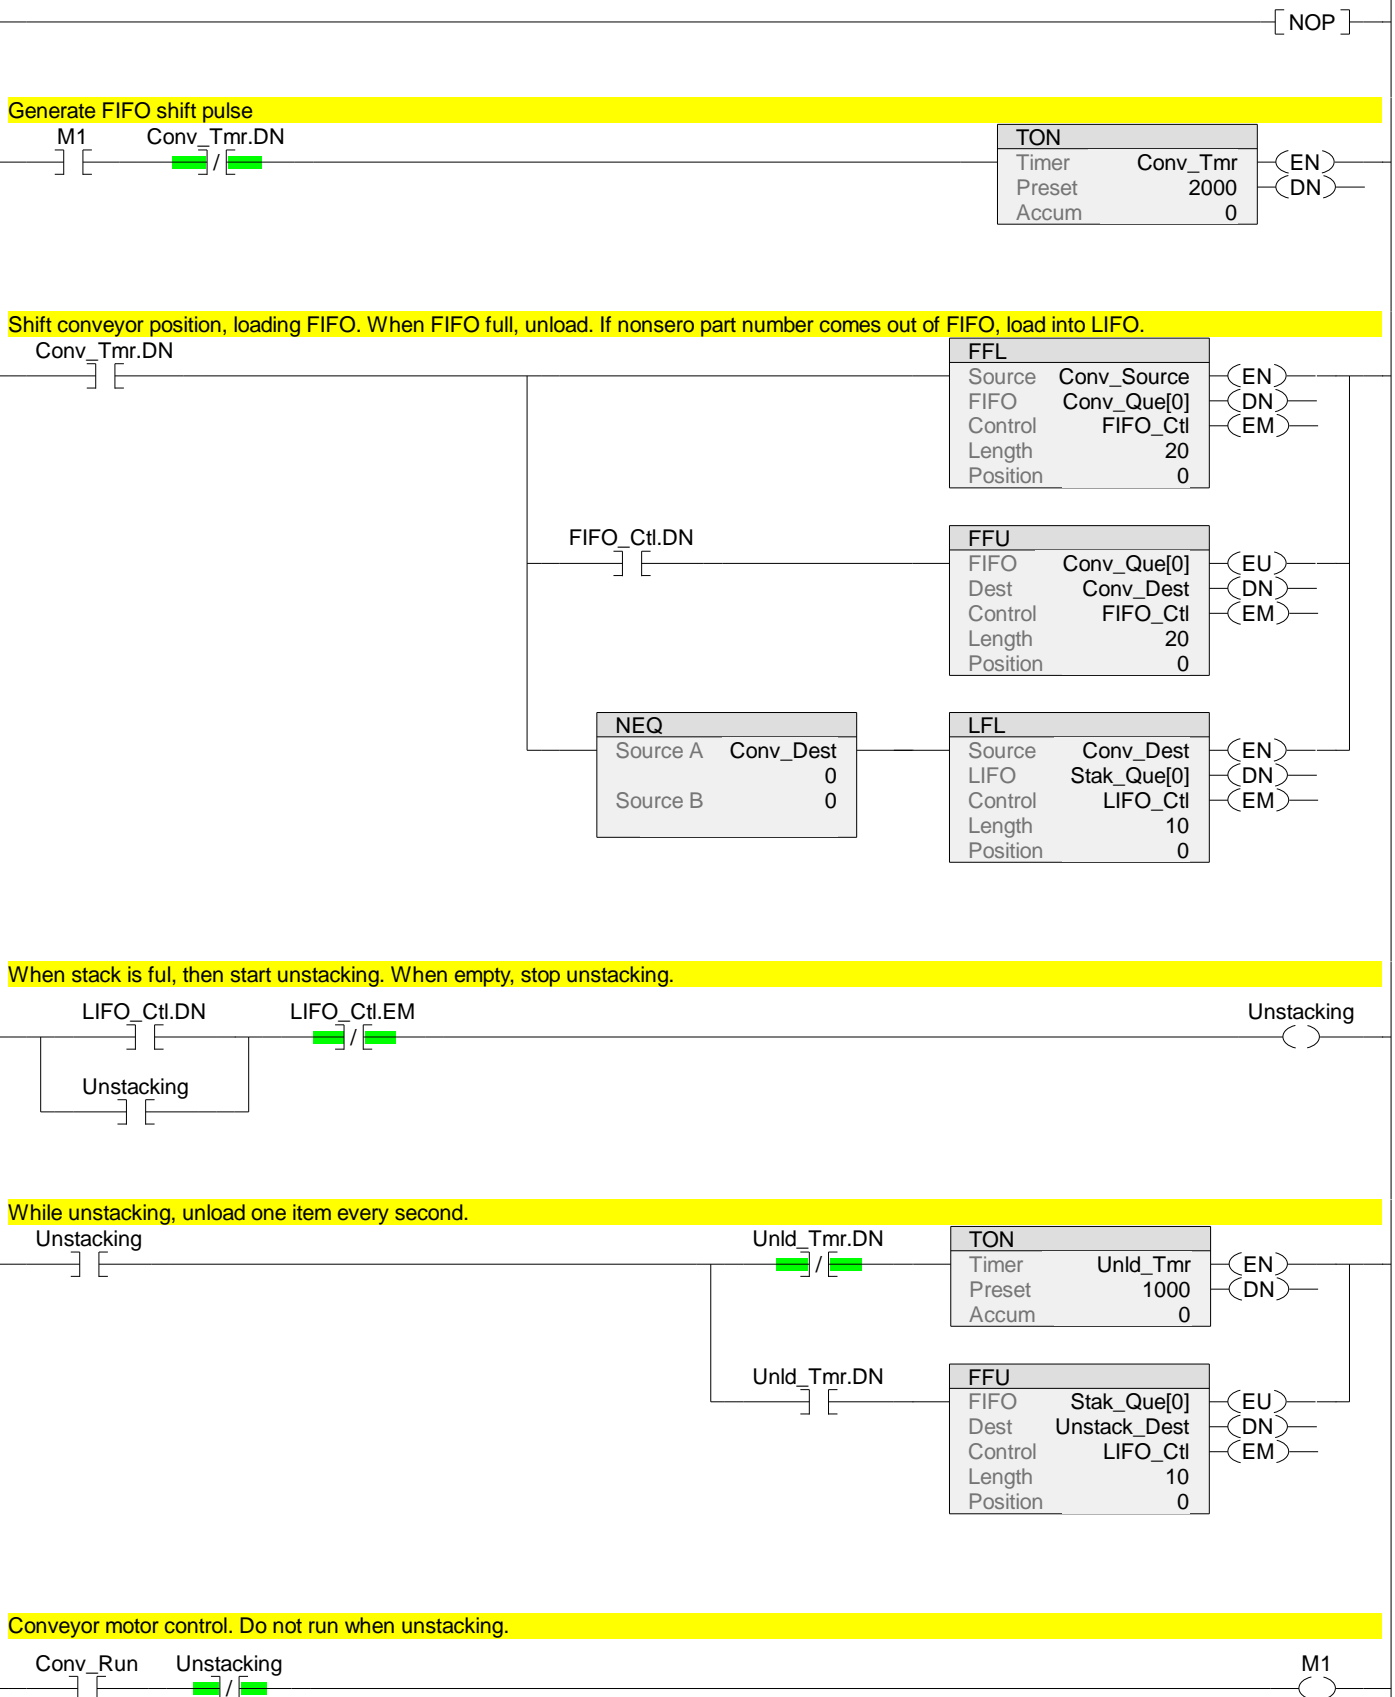 NOP
Generate FIFO shift pulse
M1 Conv_Tmr.DN
TON
Timer Conv_Tmr EN
Preset 2000 DN
Accum 0
Shift conveyor position, loading FIFO. When FIFO full, unload. If nonsero part number comes out of FIFO, load into LIFO.
Conv_Tmr.DN
FFL
Source Conv_Source EN
FIFO Conv_Que[0] DN
Control FIFO_Ctl EM
Length 20
Position 0
FIFO_Ctl.DN
FFU
FIFO Conv_Que[0] EU
Dest Conv_Dest DN
Control FIFO_Ctl EM
Length 20
Position 0
NEQ
Source A Conv_Dest
0
Source B 0
LFL
Source Conv_Dest EN
LIFO Stak_Que[0] DN
Control LIFO_Ctl EM
Length 10
Position 0
When stack is ful, then start unstacking. When empty, stop unstacking.
LIFO_Ctl.DN LIFO_Ctl.EM Unstacking
Unstacking
While unstacking, unload one item every second.
Unstacking Unld_Tmr.DN
TON
Timer Unld_Tmr EN
Preset 1000 DN
Accum 0
Unld_Tmr.DN
FFU
FIFO Stak_Que[0] EU
Dest Unstack_Dest DN
Control LIFO_Ctl EM
Length 10
Position 0
Conveyor motor control. Do not run when unstacking.
Conv_Run Unstacking M1